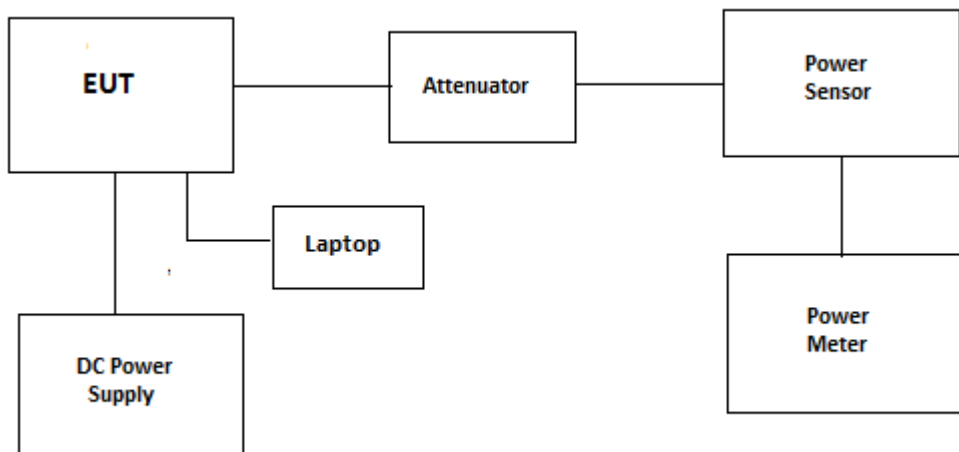 EUT
Attenuator
Power
Sensor
Laptop
Power
Meter
DC Power
Supply